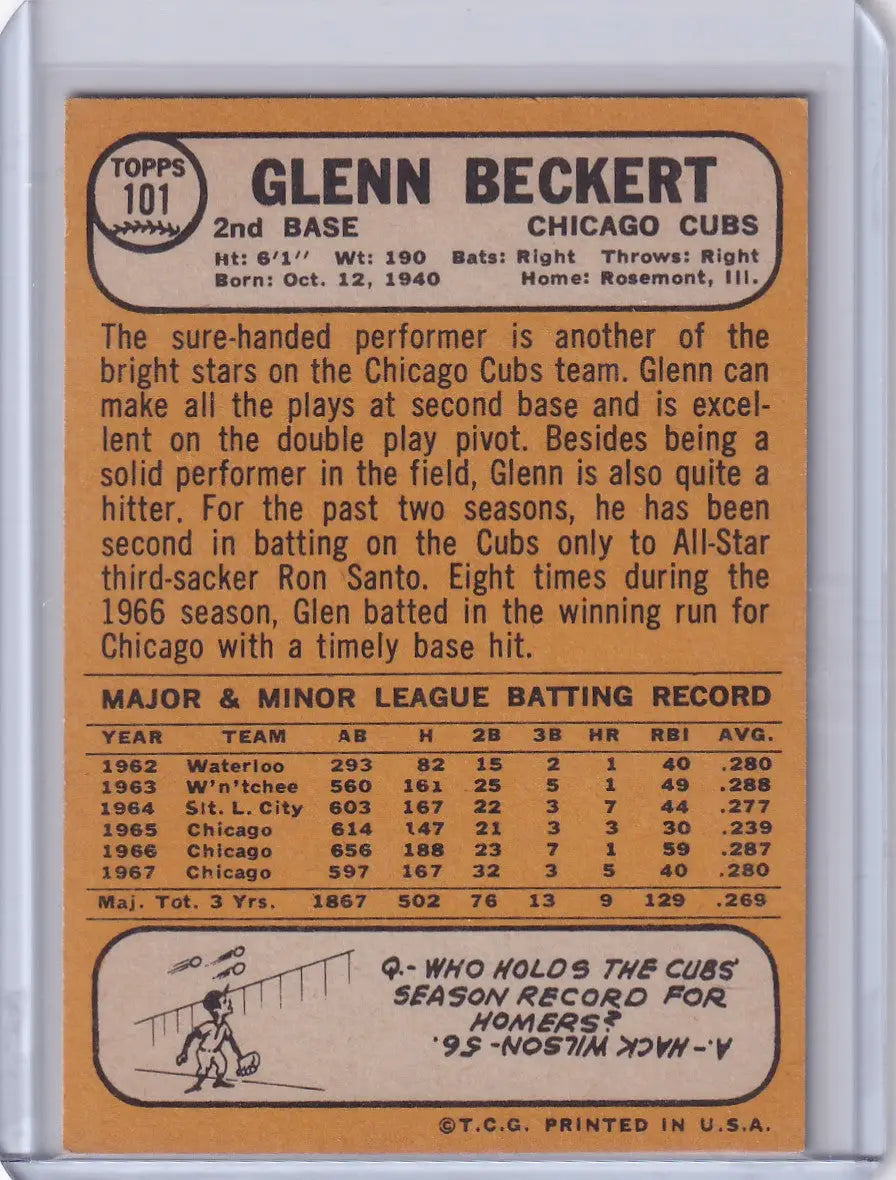 TOPPS
101
GLENN BECKERT
2nd BASE CHICAGO CUBS
Ht: 6'1" Wt: 190 Bats: Right Throws: Right
Born: Oct. 12, 1940 Home: Rosemont, Ill.
The sure-handed performer is another of the
bright stars on the Chicago Cubs team. Glenn can
make all the plays at second base and is excel-
lent on the double play pivot. Besides being a
solid performer in the field, Glenn is also quite a
hitter. For the past two seasons, he has been
second in batting on the Cubs only to All-Star
third-sacker Ron Santo. Eight times during the
1966 season, Glen batted in the winning run for
Chicago with a timely base hit.
MAJOR & MINOR LEAGUE BATTING RECORD
YEAR TEAM AB H 2B 3B HR RBI AVG.
1962 Waterloo 293 82 15 2 1 40 .280
1963 W'n'tchee 560 161 25 5 1 49 .288
1964 Slt. L. City 603 167 22 3 7 44 .277
1965 Chicago 614 147 21 3 3 30 .239
1966 Chicago 656 188 23 7 1 59 .287
1967 Chicago 597 167 32 3 5 40 .280
Maj. Tot. 3 Yrs. 1867 502 76 13 9 129 .269
Q.- WHO HOLDS THE CUBS'
SEASON RECORD FOR
HOMERS?
A.- HACK WILSON-56.
©T.C.G. PRINTED IN U.S.A.